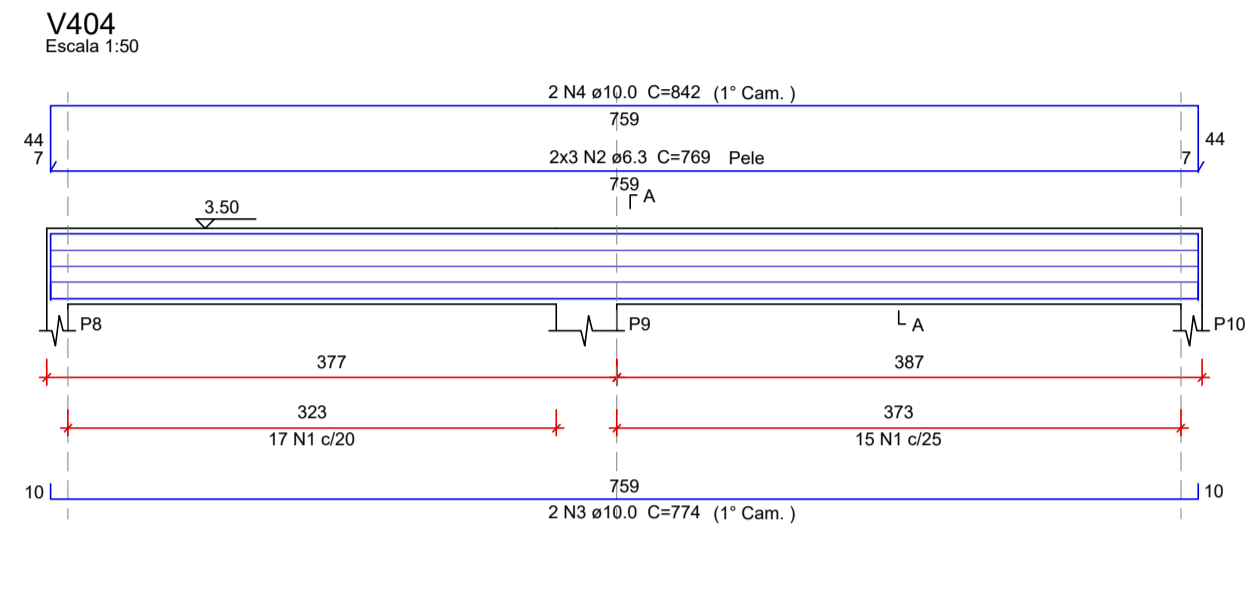 V404
Escala 1:50
2 N4 ø10.0 C=842 (1° Cam. )
759
44
7
44
7
2x3 N2 ø6.3 C=769 Pele
759
A
3.50
P8
P9
A
P10
377
387
323
373
17 N1 c/20
15 N1 c/25
10
759
10
2 N3 ø10.0 C=774 (1° Cam. )